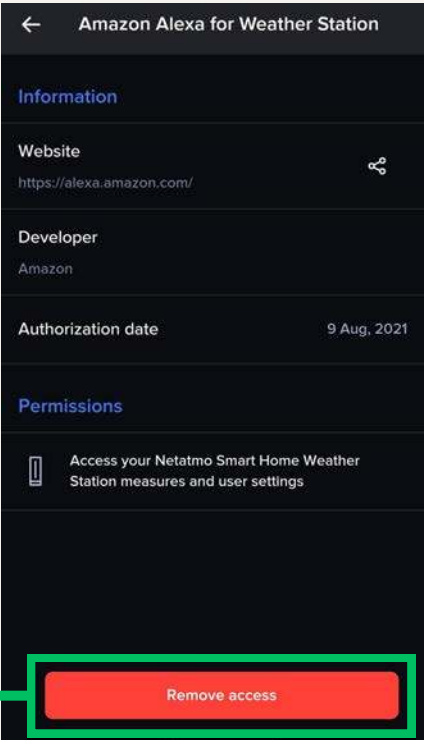 Amazon Alexa for Weather Station
Information
Website
https://alexa.amazon.com/
Developer
Amazon
Authorization date 9 Aug, 2021
Permissions
Access your Netatmo Smart Home Weather
Station measures and user settings
Remove access